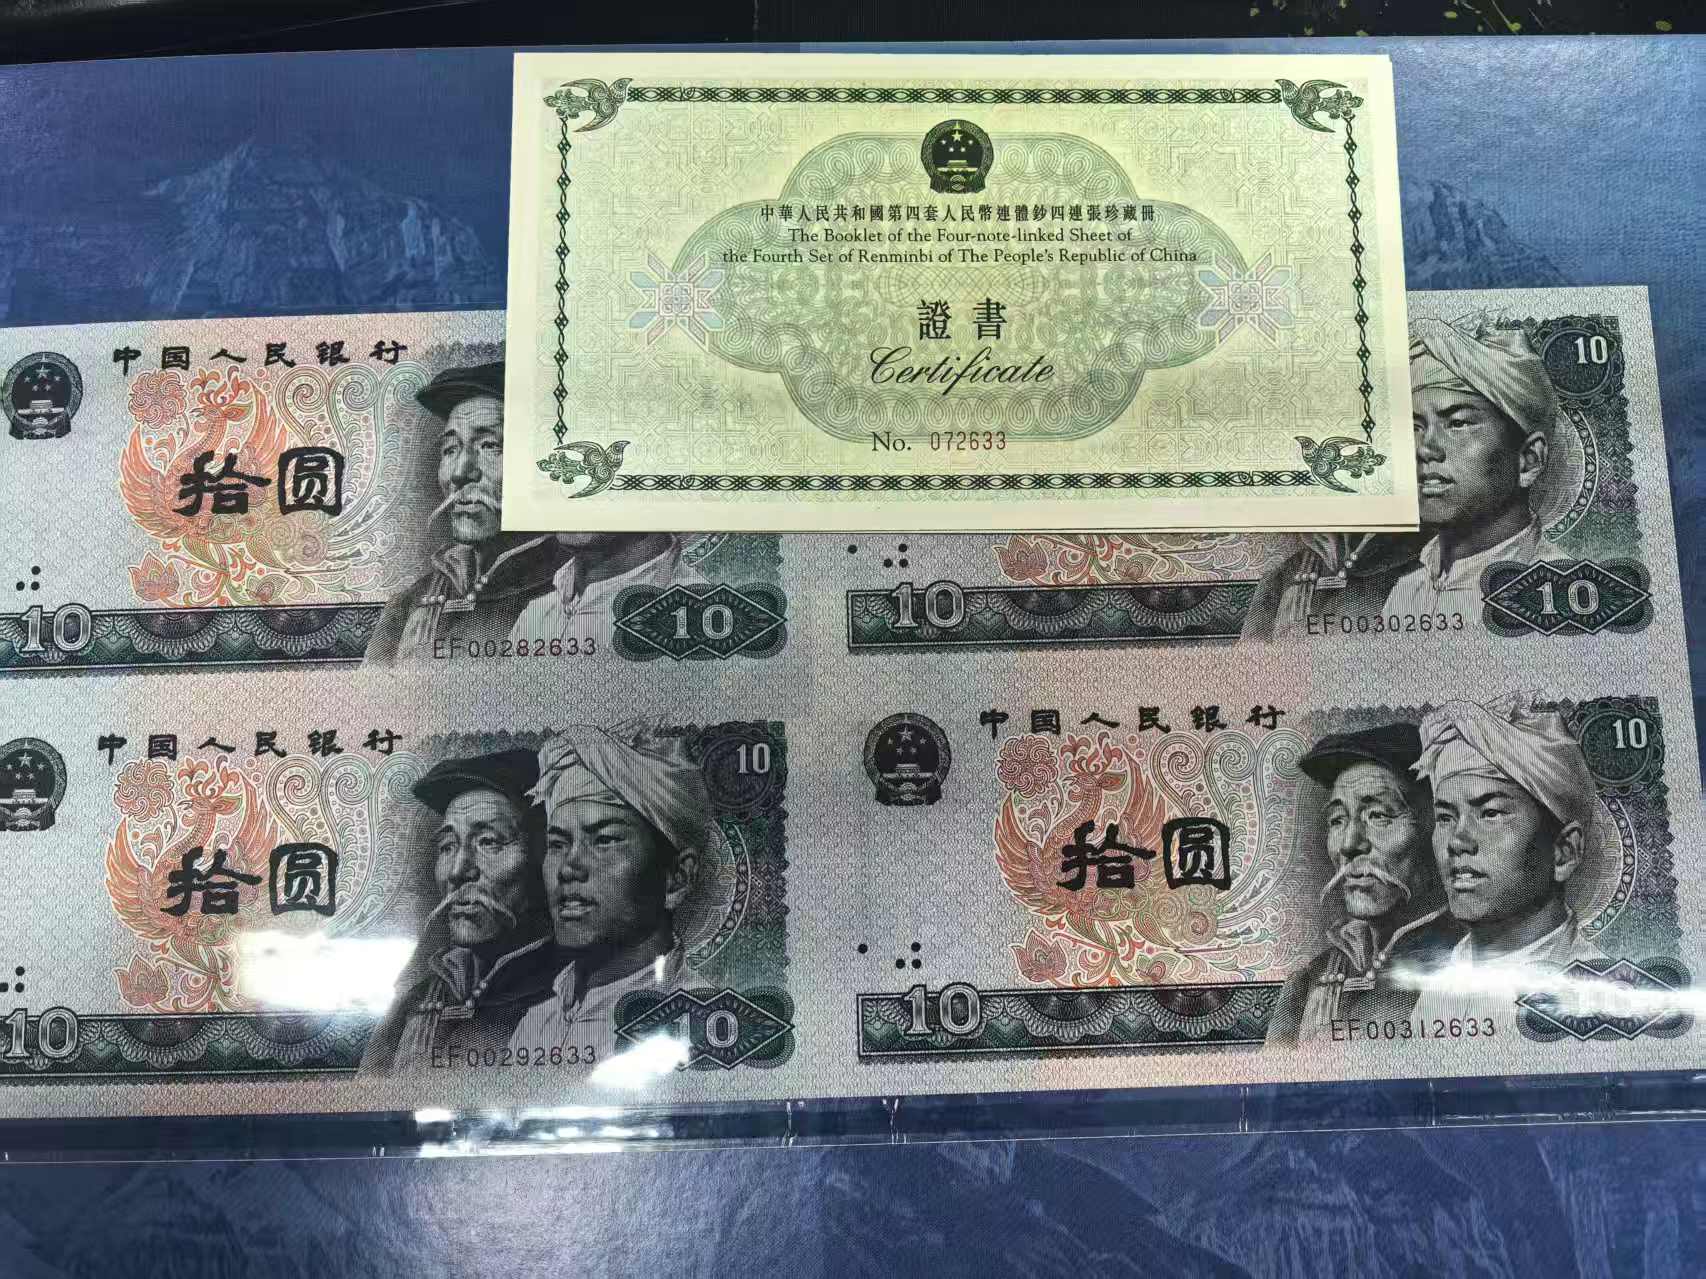 中華人民共和國第四套人民幣連體鈔四連張珍藏冊
The Booklet of the Four-note-linked Sheet of
the Fourth Set of Renminbi of The People's Republic of China
證書
Certificate
No. 072633
中国人民银行
拾圆
10
EF00282633
10
10
10
EF00302633
10
中国人民银行
10
拾圆
10
EF00292633
10
中国人民银行
10
拾圆
10
EF00312633
10